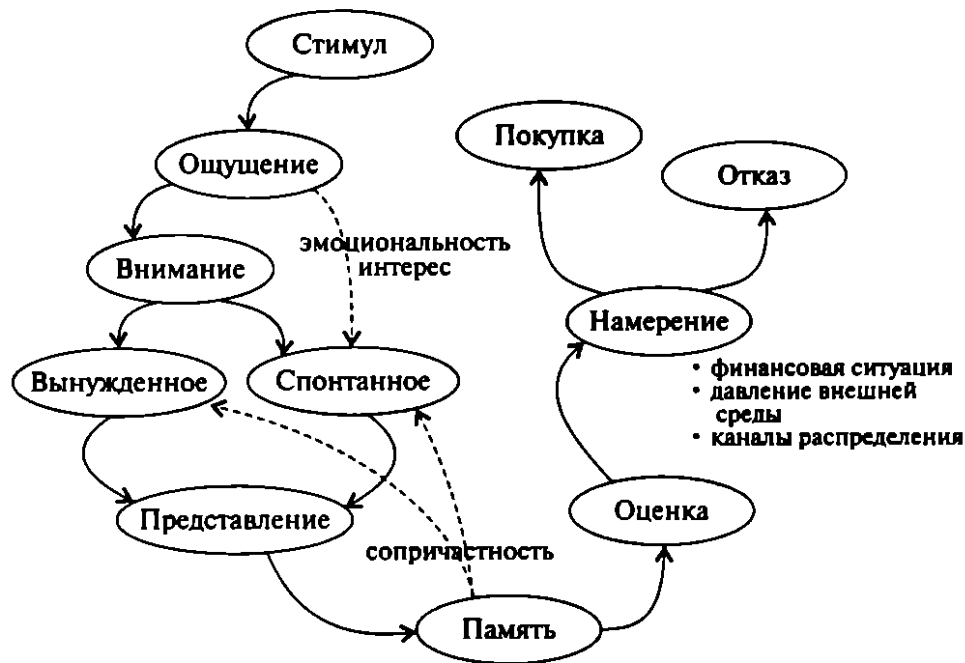 Стимул
Ощущение
Внимание
эмоциональность
интерес
Вынужденное
Спонтанное
Представление
сопричастность
Память
Оценка
Намерение
• финансовая ситуация
• давление внешней
среды
• каналы распределения
Покупка
Отказ